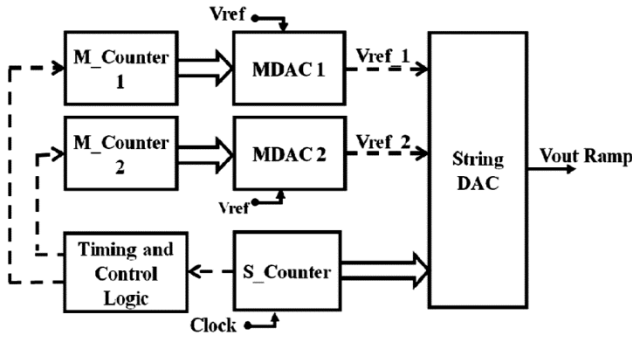 Vref
M_Counter
1
MDAC 1
Vref_1
M_Counter
2
MDAC 2
Vref_2
Vref
String
DAC
Vout Ramp
Timing and
Control
Logic
S_Counter
Clock